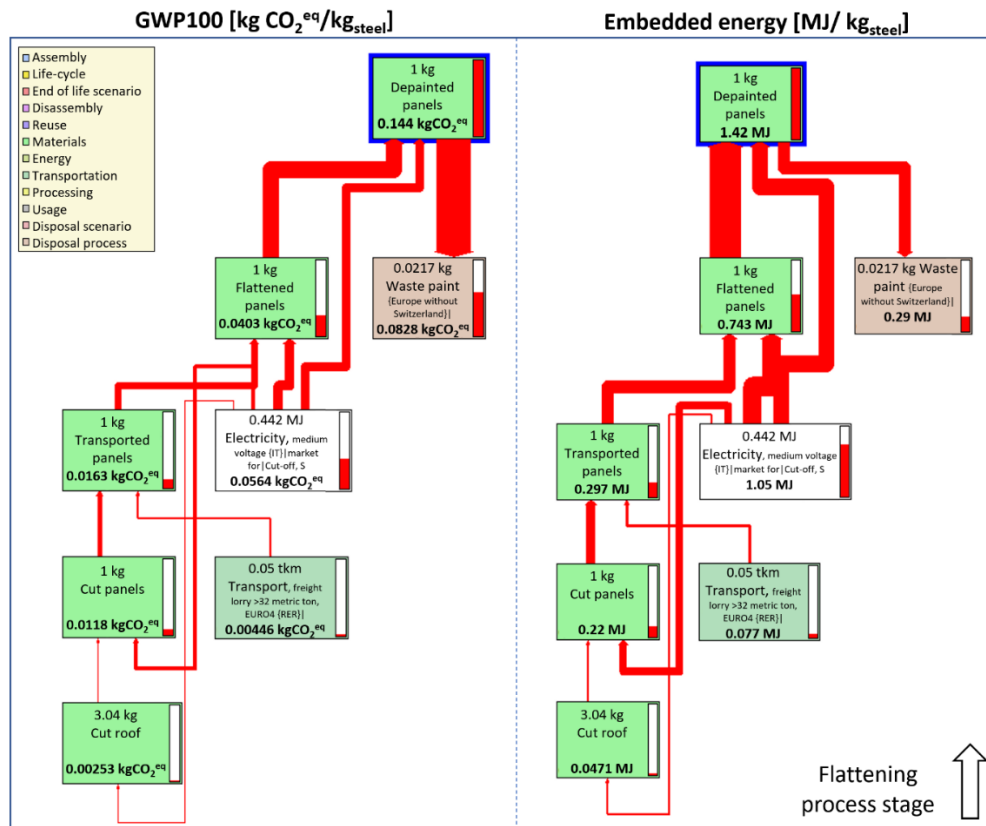 GWP100 [kg CO2eq/kgsteel]
Embedded energy [MJ/ kgsteel]
Assembly
Life-cycle
End of life scenario
Disassembly
Reuse
Materials
Energy
Transportation
Processing
Usage
Disposal scenario
Disposal process
1 kg
Depainted
panels
0.144 kgCO2eq
1 kg
Flattened
panels
0.0403 kgCO2eq
0.0217 kg
Waste paint
{Europe without
Switzerland}|
0.0828 kgCO2eq
1 kg
Transported
panels
0.0163 kgCO2eq
0.442 MJ
Electricity, medium
voltage {IT}|market
for|Cut-off, S
0.0564 kgCO2eq
1 kg
Cut panels
0.0118 kgCO2eq
0.05 tkm
Transport, freight
lorry >32 metric ton,
EURO4 {RER}|
0.00446 kgCO2eq
3.04 kg
Cut roof
0.00253 kgCO2eq
1 kg
Depainted
panels
1.42 MJ
1 kg
Flattened
panels
0.743 MJ
0.0217 kg Waste
paint {Europe
without Switzerland}|
0.29 MJ
1 kg
Transported
panels
0.297 MJ
0.442 MJ
Electricity, medium voltage
{IT}|market for|Cut-off, S
1.05 MJ
1 kg
Cut panels
0.22 MJ
0.05 tkm
Transport, freight
lorry >32 metric ton,
EURO4 {RER}|
0.077 MJ
3.04 kg
Cut roof
0.0471 MJ
Flattening
process stage